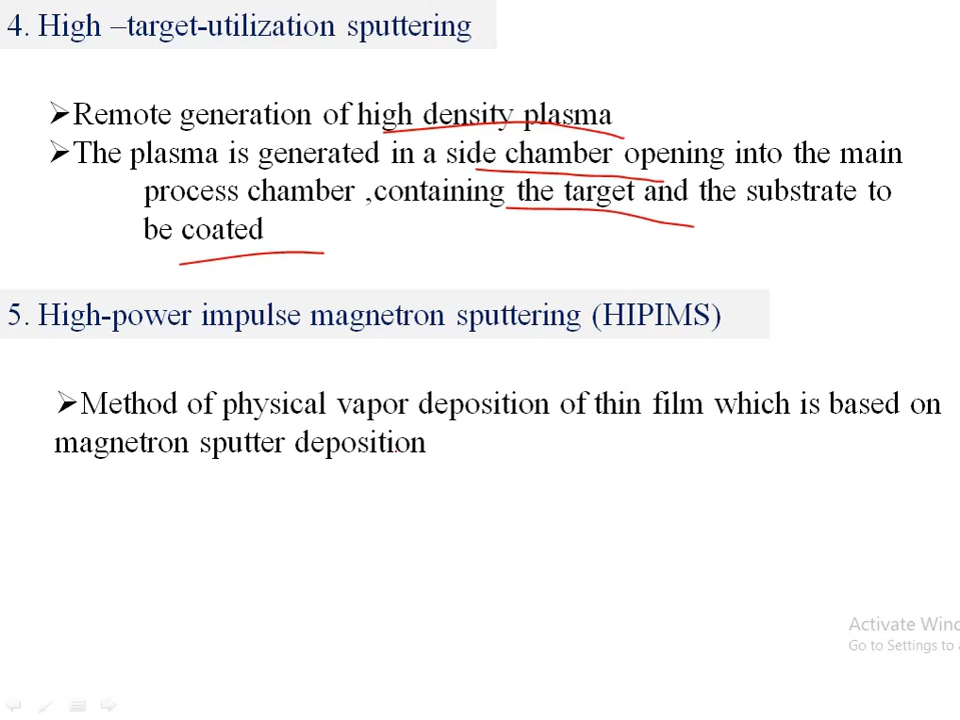 4. High –target-utilization sputtering
➢Remote generation of high density plasma
➢The plasma is generated in a side chamber opening into the main
process chamber ,containing the target and the substrate to
be coated
5. High-power impulse magnetron sputtering (HIPIMS)
➢Method of physical vapor deposition of thin film which is based on
magnetron sputter deposition
Activate Winc
Go to Settings to a